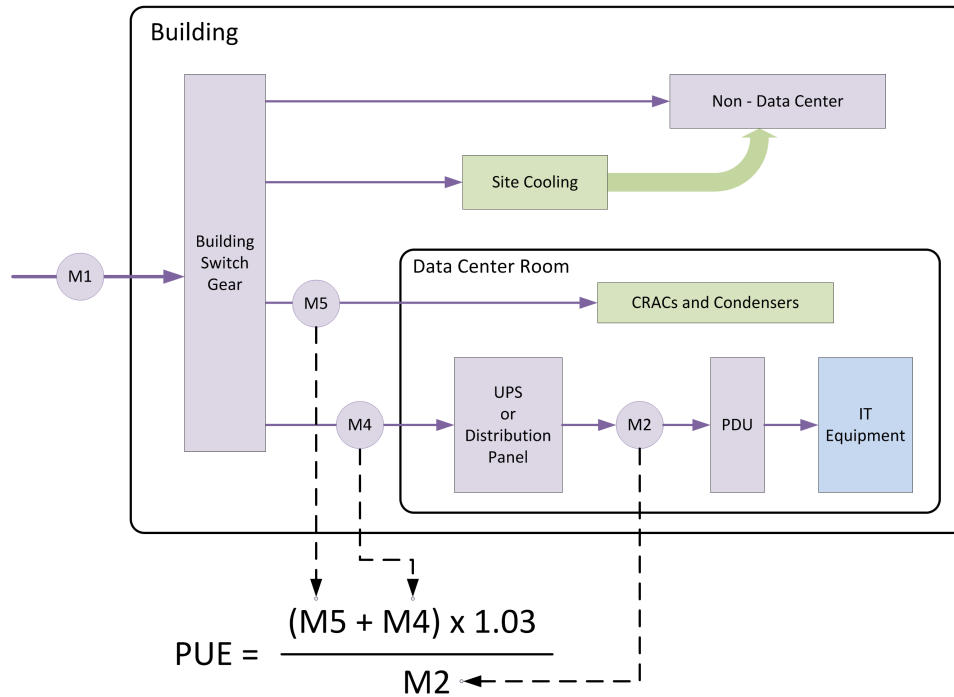 Building
Non - Data Center
Site Cooling
Building
Switch
Gear
M1
Data Center Room
M5
CRACs and Condensers
M4
UPS
or
Distribution
Panel
M2
PDU
IT
Equipment
(M5 + M4) x 1.03
PUE =
M2